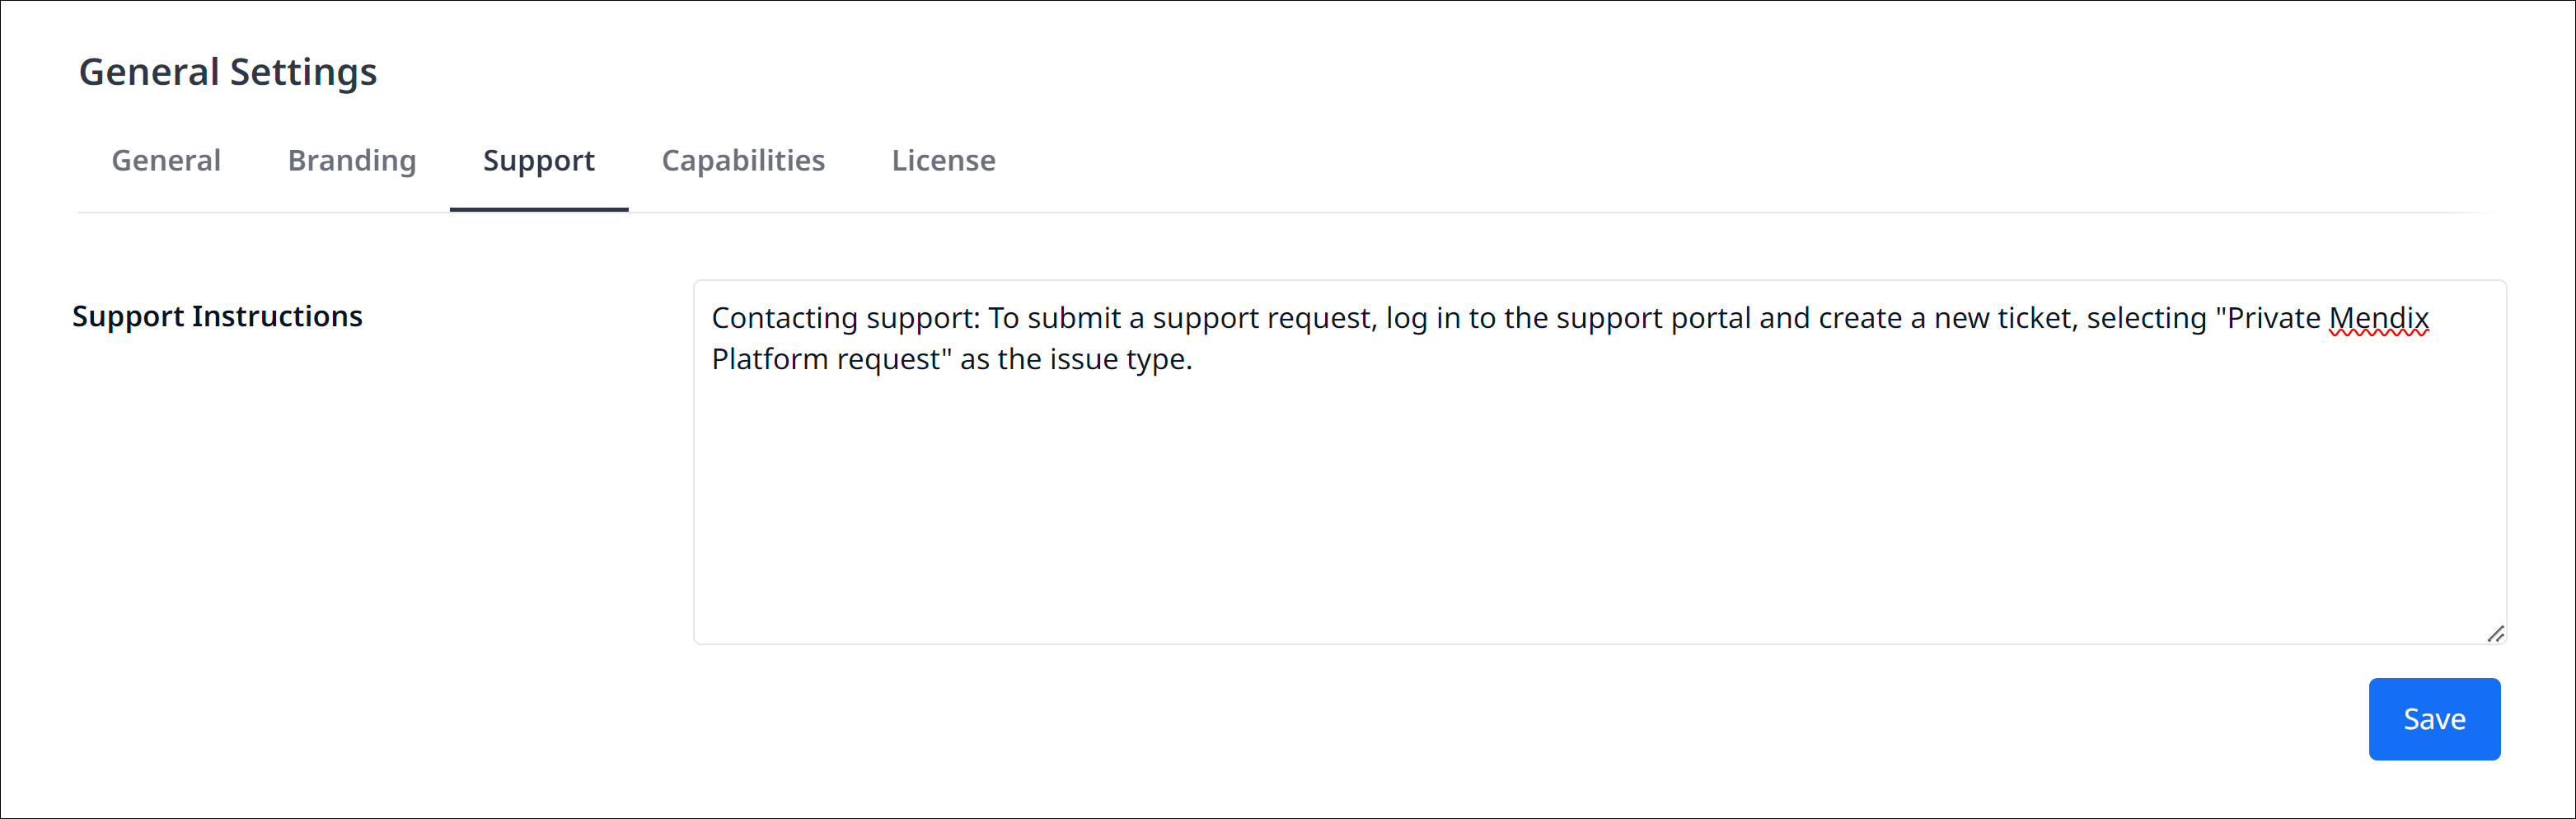 General Settings
General Branding Support Capabilities License
Support Instructions
Contacting support: To submit a support request, log in to the support portal and create a new ticket, selecting "Private Mendix
Platform request" as the issue type.
Save